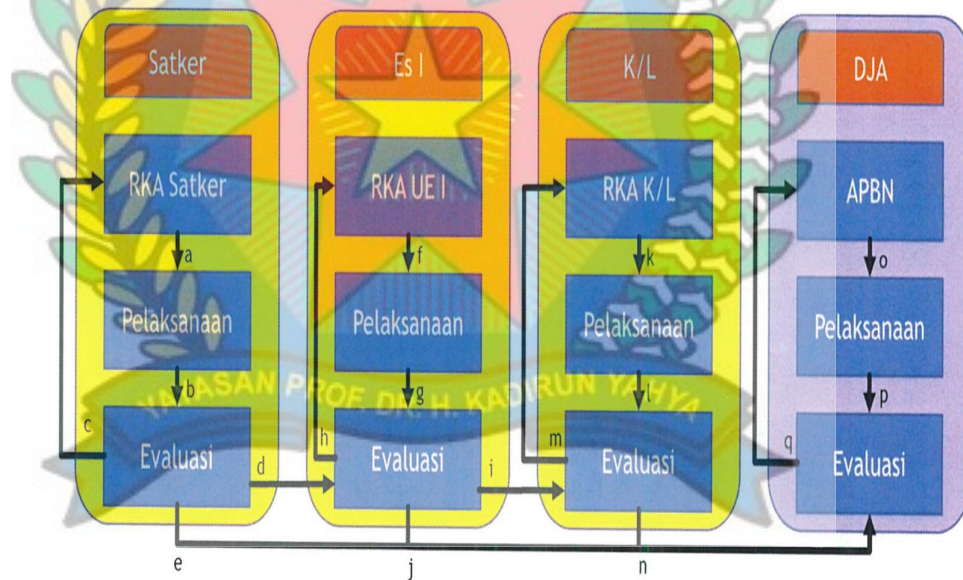 Satker
Es I
K/L
DJA
RKA Satker
RKA UE I
RKA K/L
APBN
a
f
k
o
Pelaksanaan
Pelaksanaan
Pelaksanaan
Pelaksanaan
b
g
l
p
YAYASAN PROF. DR. H. KADIRUN YAHYA
c
h
m
q
Evaluasi
Evaluasi
Evaluasi
Evaluasi
d
i
e
j
n